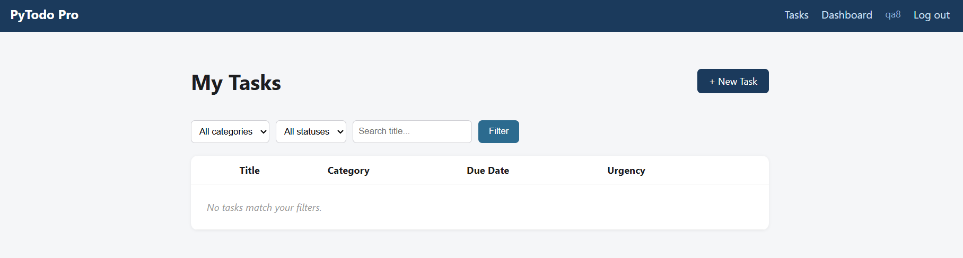 PyTodo Pro Tasks Dashboard qa8 Log out
My Tasks + New Task
All categories All statuses Search title... Filter
Title Category Due Date Urgency
No tasks match your filters.